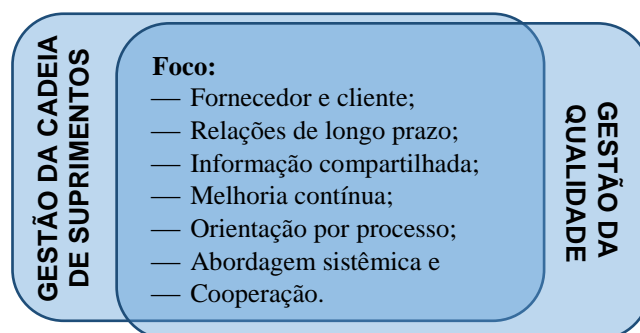 GESTÃO DA CADEIA
DE SUPRIMENTOS
Foco:
— Fornecedor e cliente;
— Relações de longo prazo;
— Informação compartilhada;
— Melhoria contínua;
— Orientação por processo;
— Abordagem sistêmica e
— Cooperação.
GESTÃO DA
QUALIDADE